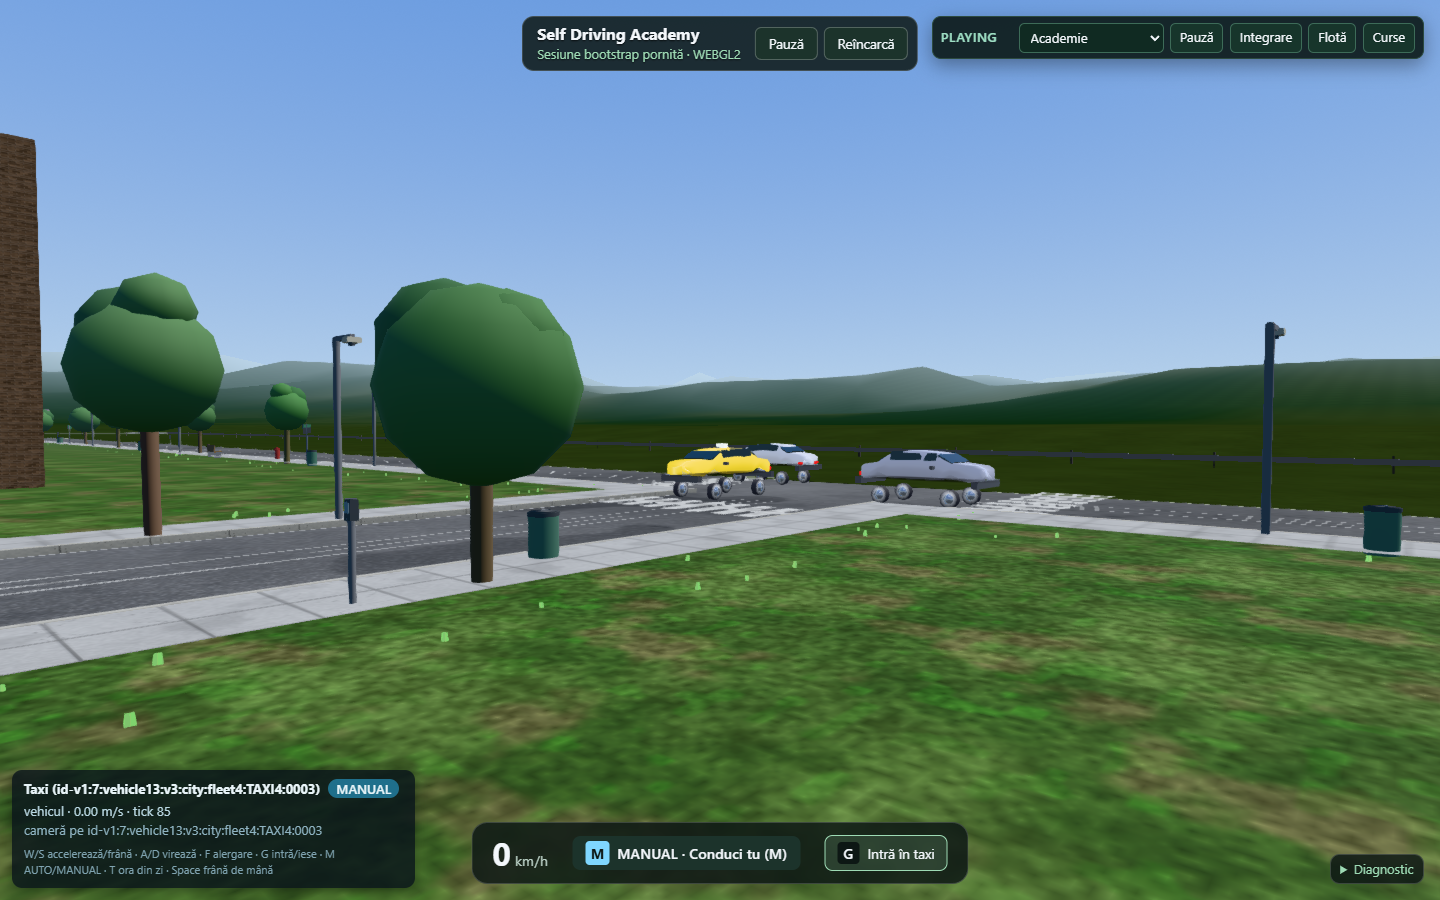 Self Driving Academy
Sesiune bootstrap pornită · WEBGL2
Pauză
Reîncarcă
PLAYING
Academie
Pauză
Integrare
Flotă
Curse
Taxi (id-v1:7:vehicle13:v3:city:fleet4:TAXI4:0003)
MANUAL
vehicul · 0.00 m/s · tick 85
cameră pe id-v1:7:vehicle13:v3:city:fleet4:TAXI4:0003
W/S accelerează/frână · A/D virează · F alergare · G intră/iese · M
AUTO/MANUAL · T ora din zi · Space frână de mână
0 km/h
M MANUAL · Conduci tu (M)
G Intră în taxi
▶ Diagnostic